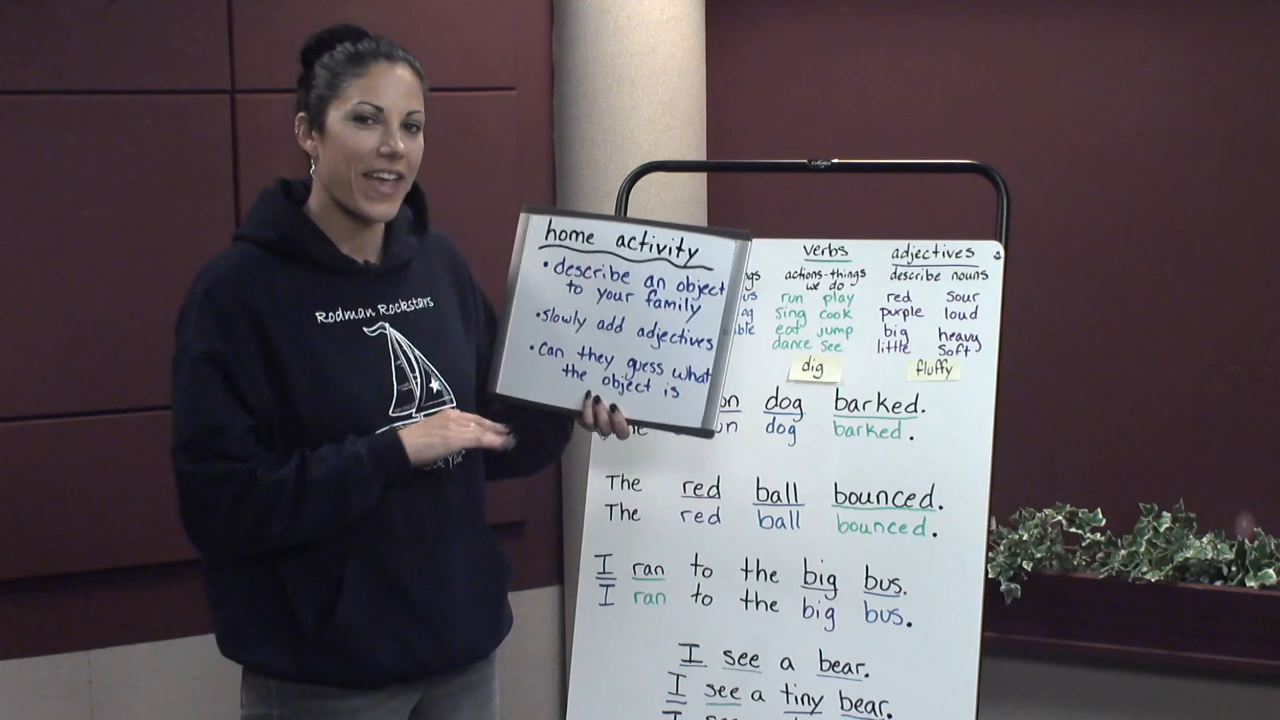 Rodman Rockstars
home activity
• describe an object
to your family
• slowly add adjectives
• can they guess what
the object is
verbs
actions-things
we do
run play
sing cook
eat jump
dance see
dig
adjectives
describe nouns
red sour
purple loud
big heavy
little soft
fluffy
dog barked.
dog barked.
The red ball bounced.
The red ball bounced.
I ran to the big bus.
I ran to the big bus.
I see a bear.
I see a tiny bear.